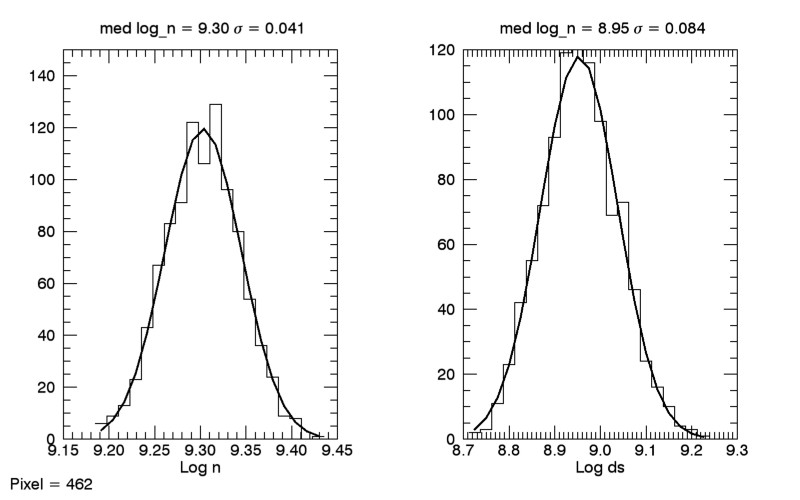 med log_n = 9.30 σ = 0.041
140
120
100
80
60
40
20
0
9.15 9.20 9.25 9.30 9.35 9.40 9.45
Log n
med log_n = 8.95 σ = 0.084
120
100
80
60
40
20
0
8.7 8.8 8.9 9.0 9.1 9.2 9.3
Log ds
Pixel = 462